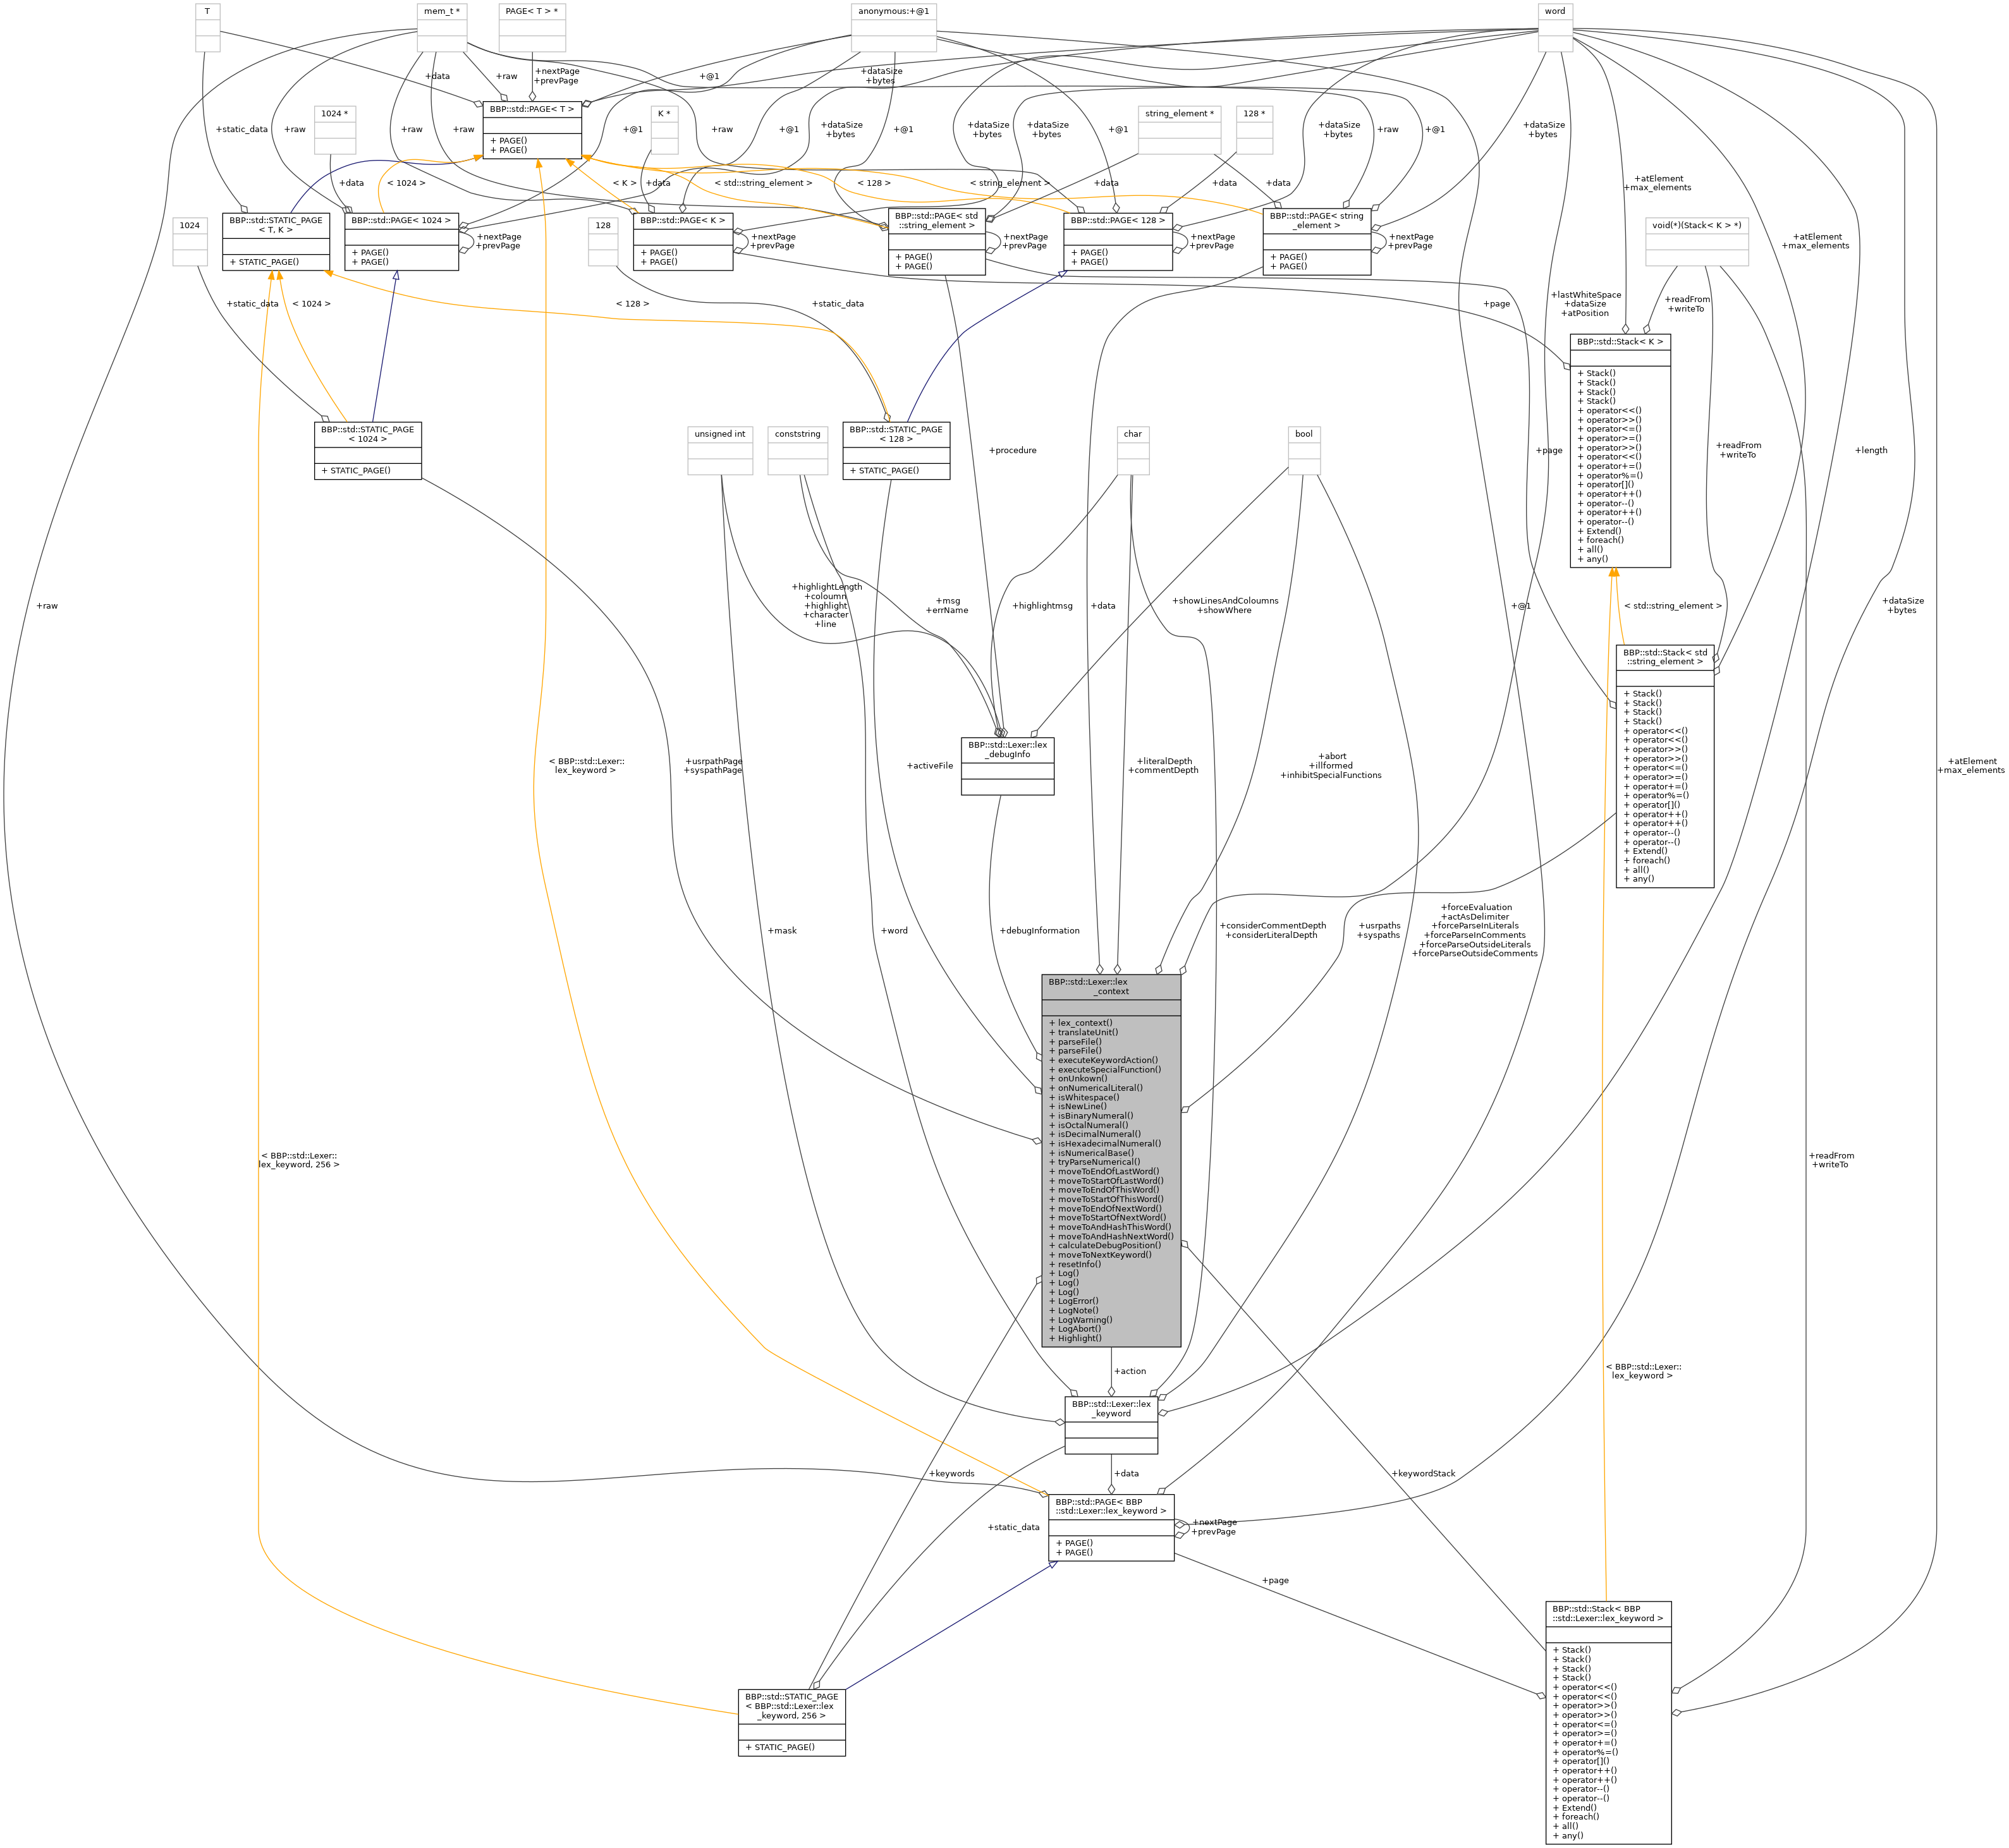 T
mem_t *
PAGE< T > *
anonymous:+@1
word
+data
+raw
+nextPage
+prevPage
+@1
+dataSize
+bytes
BBP::std::PAGE< T >
+ PAGE()
+ PAGE()
1024 *
K *
string_element *
128 *
+static_data
+raw
+raw
+raw
+@1
+raw
+@1
+dataSize
+bytes
+@1
+dataSize
+bytes
+dataSize
+bytes
+@1
+dataSize
+bytes
+raw
+@1
+dataSize
+bytes
+data
< 1024 >
< K >
+data
< std::string_element >
< 128 >
< string_element >
+data
+data
+data
+atElement
+max_elements
1024
BBP::std::STATIC_PAGE
< T, K >
+ STATIC_PAGE()
BBP::std::PAGE< 1024 >
+ PAGE()
+ PAGE()
+nextPage
+prevPage
128
BBP::std::PAGE< K >
+ PAGE()
+ PAGE()
+nextPage
+prevPage
BBP::std::PAGE< std
::string_element >
+ PAGE()
+ PAGE()
+nextPage
+prevPage
BBP::std::PAGE< 128 >
+ PAGE()
+ PAGE()
+nextPage
+prevPage
BBP::std::PAGE< string
_element >
+ PAGE()
+ PAGE()
+nextPage
+prevPage
void(*)(Stack< K > *)
+atElement
+max_elements
+static_data
< 1024 >
< 128 >
+static_data
+page
+lastWhiteSpace
+dataSize
+atPosition
+readFrom
+writeTo
BBP::std::Stack< K >
+ Stack()
+ Stack()
+ Stack()
+ Stack()
+ operator<<()
+ operator>>()
+ operator<=()
+ operator>=()
+ operator>>()
+ operator<<()
+ operator+=()
+ operator%=()
+ operator[]()
+ operator++()
+ operator--()
+ operator++()
+ operator--()
+ Extend()
+ foreach()
+ all()
+ any()
BBP::std::STATIC_PAGE
< 1024 >
+ STATIC_PAGE()
unsigned int
conststring
BBP::std::STATIC_PAGE
< 128 >
+ STATIC_PAGE()
+procedure
char
bool
+page
+readFrom
+writeTo
+length
+raw
+highlightLength
+coloumn
+highlight
+character
+line
+msg
+errName
+highlightmsg
+data
+showLinesAndColoumns
+showWhere
+@1
< std::string_element >
+dataSize
+bytes
BBP::std::Stack< std
::string_element >
+ Stack()
+ Stack()
+ Stack()
+ Stack()
+ operator<<()
+ operator<<()
+ operator>>()
+ operator>>()
+ operator<=()
+ operator>=()
+ operator+=()
+ operator%=()
+ operator[]()
+ operator++()
+ operator++()
+ operator--()
+ operator--()
+ Extend()
+ foreach()
+ all()
+ any()
< BBP::std::Lexer::
lex_keyword >
+usrpathPage
+syspathPage
+activeFile
BBP::std::Lexer::lex
_debugInfo
+literalDepth
+commentDepth
+abort
+illformed
+inhibitSpecialFunctions
+atElement
+max_elements
+mask
+word
+debugInformation
+considerCommentDepth
+considerLiteralDepth
+usrpaths
+syspaths
+forceEvaluation
+actAsDelimiter
+forceParseInLiterals
+forceParseInComments
+forceParseOutsideLiterals
+forceParseOutsideComments
BBP::std::Lexer::lex
_context
+ lex_context()
+ translateUnit()
+ parseFile()
+ parseFile()
+ executeKeywordAction()
+ executeSpecialFunction()
+ onUnkown()
+ onNumericalLiteral()
+ isWhitespace()
+ isNewLine()
+ isBinaryNumeral()
+ isOctalNumeral()
+ isDecimalNumeral()
+ isHexadecimalNumeral()
+ isNumericalBase()
+ tryParseNumerical()
+ moveToEndOfLastWord()
+ moveToStartOfLastWord()
+ moveToEndOfThisWord()
+ moveToStartOfThisWord()
+ moveToEndOfNextWord()
+ moveToStartOfNextWord()
+ moveToAndHashThisWord()
+ moveToAndHashNextWord()
+ calculateDebugPosition()
+ moveToNextKeyword()
+ resetInfo()
+ Log()
+ Log()
+ Log()
+ LogError()
+ LogNote()
+ LogWarning()
+ LogAbort()
+ Highlight()
< BBP::std::Lexer::
lex_keyword, 256 >
+readFrom
+writeTo
+action
< BBP::std::Lexer::
lex_keyword >
BBP::std::Lexer::lex
_keyword
+keywords
+data
+keywordStack
BBP::std::PAGE< BBP
::std::Lexer::lex_keyword >
+ PAGE()
+ PAGE()
+static_data
+nextPage
+prevPage
+page
BBP::std::STATIC_PAGE
< BBP::std::Lexer::lex
_keyword, 256 >
+ STATIC_PAGE()
BBP::std::Stack< BBP
::std::Lexer::lex_keyword >
+ Stack()
+ Stack()
+ Stack()
+ Stack()
+ operator<<()
+ operator<<()
+ operator>>()
+ operator>>()
+ operator<=()
+ operator>=()
+ operator+=()
+ operator%=()
+ operator[]()
+ operator++()
+ operator++()
+ operator--()
+ operator--()
+ Extend()
+ foreach()
+ all()
+ any()